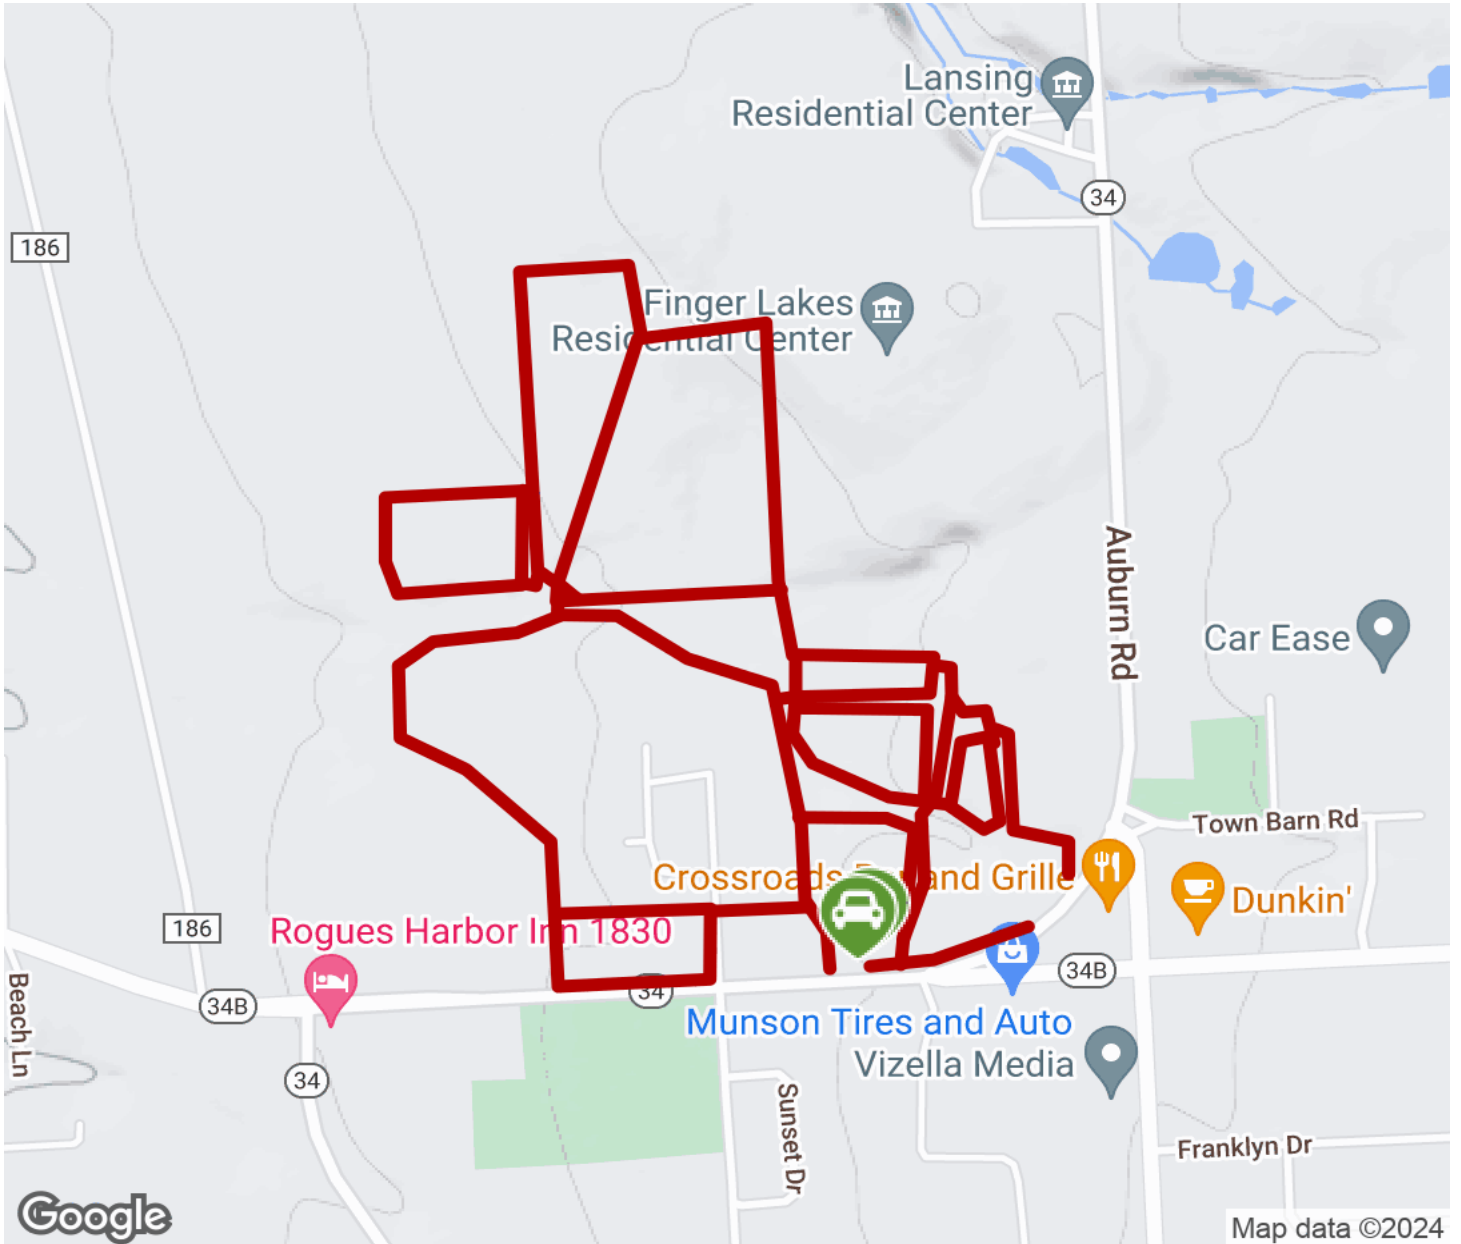 Lansing
Residential Center
34
186
Finger Lakes
Residential Center
Auburn Rd
Car Ease
Town Barn Rd
Crossroads Bar and Grille
Dunkin'
186
Rogues Harbor Inn 1830
34B
34
34B
Beach Ln
Munson Tires and Auto
Vizella Media
34
Sunset Dr
Franklyn Dr
Google
Map data ©2024